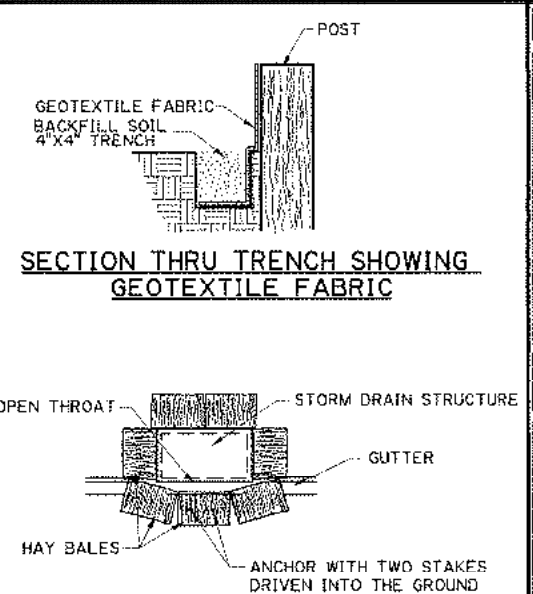 POST
GEOTEXTILE FABRIC
BACKFILL SOIL
4"X4" TRENCH
SECTION THRU TRENCH SHOWING
GEOTEXTILE FABRIC
OPEN THROAT
STORM DRAIN STRUCTURE
GUTTER
HAY BALES
ANCHOR WITH TWO STAKES
DRIVEN INTO THE GROUND